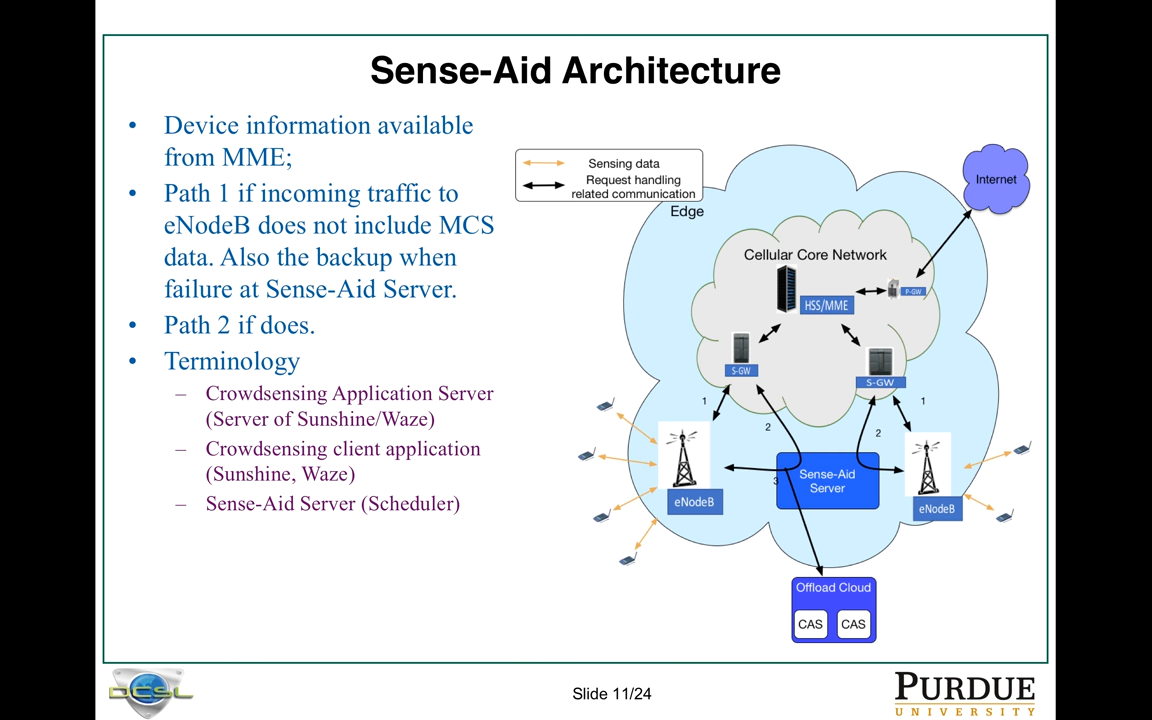 Sense-Aid Architecture
• Device information available
from MME;
• Path 1 if incoming traffic to
eNodeB does not include MCS
data. Also the backup when
failure at Sense-Aid Server.
• Path 2 if does.
• Terminology
– Crowdsensing Application Server
(Server of Sunshine/Waze)
– Crowdsensing client application
(Sunshine, Waze)
– Sense-Aid Server (Scheduler)
Sensing data
Request handling
related communication
Edge
Internet
Cellular Core Network
HSS/MME
P-GW
S-GW
S-GW
1
1
2
2
3
Sense-Aid
Server
eNodeB
eNodeB
Offload Cloud
CAS
CAS
DCSL
Slide 11/24
PURDUE
UNIVERSITY